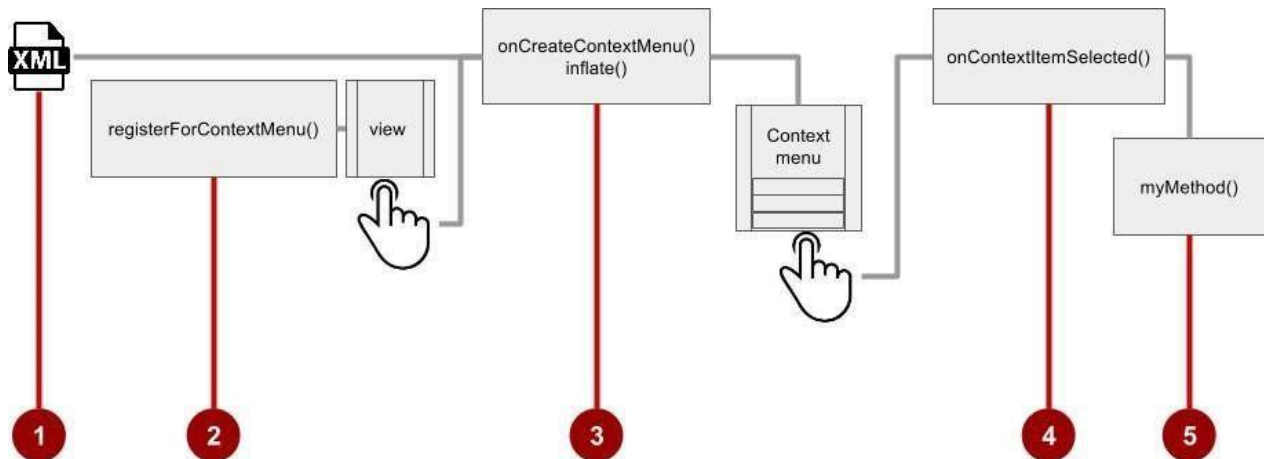 XML
registerForContextMenu()
view
onCreateContextMenu()
inflate()
Context
menu
onContextItemSelected()
myMethod()
1
2
3
4
5